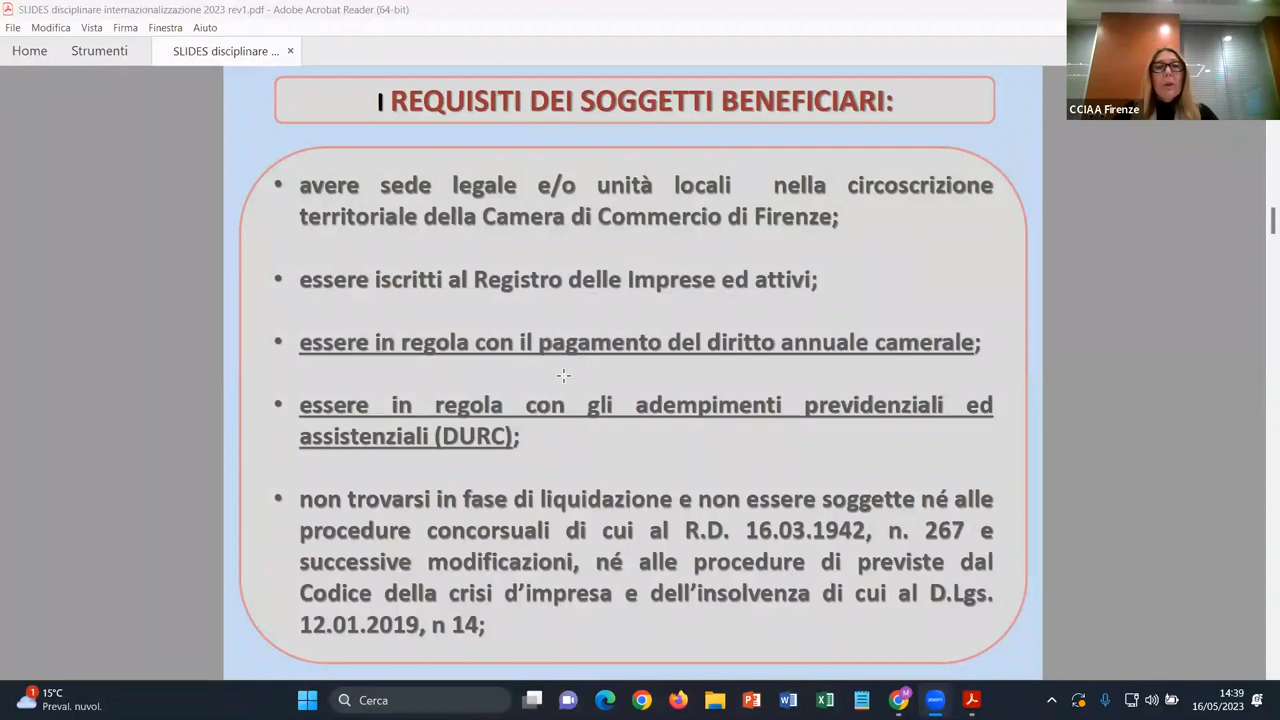 SLIDES disciplinare internazionalizzazione 2023 rev1.pdf - Adobe Acrobat Reader (64-bit)
File Modifica Vista Firma Finestra Aiuto
Home Strumenti SLIDES disciplinare ... ×
CCIAA Firenze
I REQUISITI DEI SOGGETTI BENEFICIARI:
• avere sede legale e/o unità locali nella circoscrizione
territoriale della Camera di Commercio di Firenze;
• essere iscritti al Registro delle Imprese ed attivi;
• essere in regola con il pagamento del diritto annuale camerale;
• essere in regola con gli adempimenti previdenziali ed
assistenziali (DURC);
• non trovarsi in fase di liquidazione e non essere soggette né alle
procedure concorsuali di cui al R.D. 16.03.1942, n. 267 e
successive modificazioni, né alle procedure di previste dal
Codice della crisi d'impresa e dell'insolvenza di cui al D.Lgs.
12.01.2019, n 14;
1
15°C
Preval. nuvol.
Cerca
zoom
14:39
16/05/2023